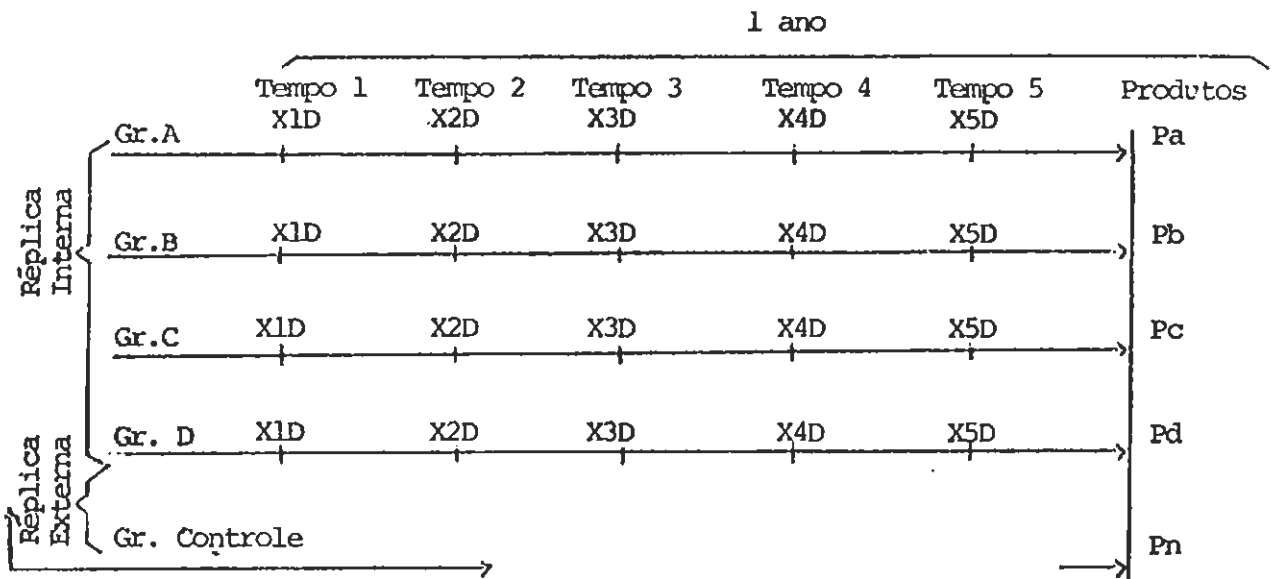 1 ano
Tempo 1 Tempo 2 Tempo 3 Tempo 4 Tempo 5 Produtos
Gr.A X1D X2D X3D X4D X5D Pa
Réplica Interna
Gr.B X1D X2D X3D X4D X5D Pb
Gr.C X1D X2D X3D X4D X5D Pc
Gr. D X1D X2D X3D X4D X5D Pd
Réplica Externa
Gr. Controle Pn